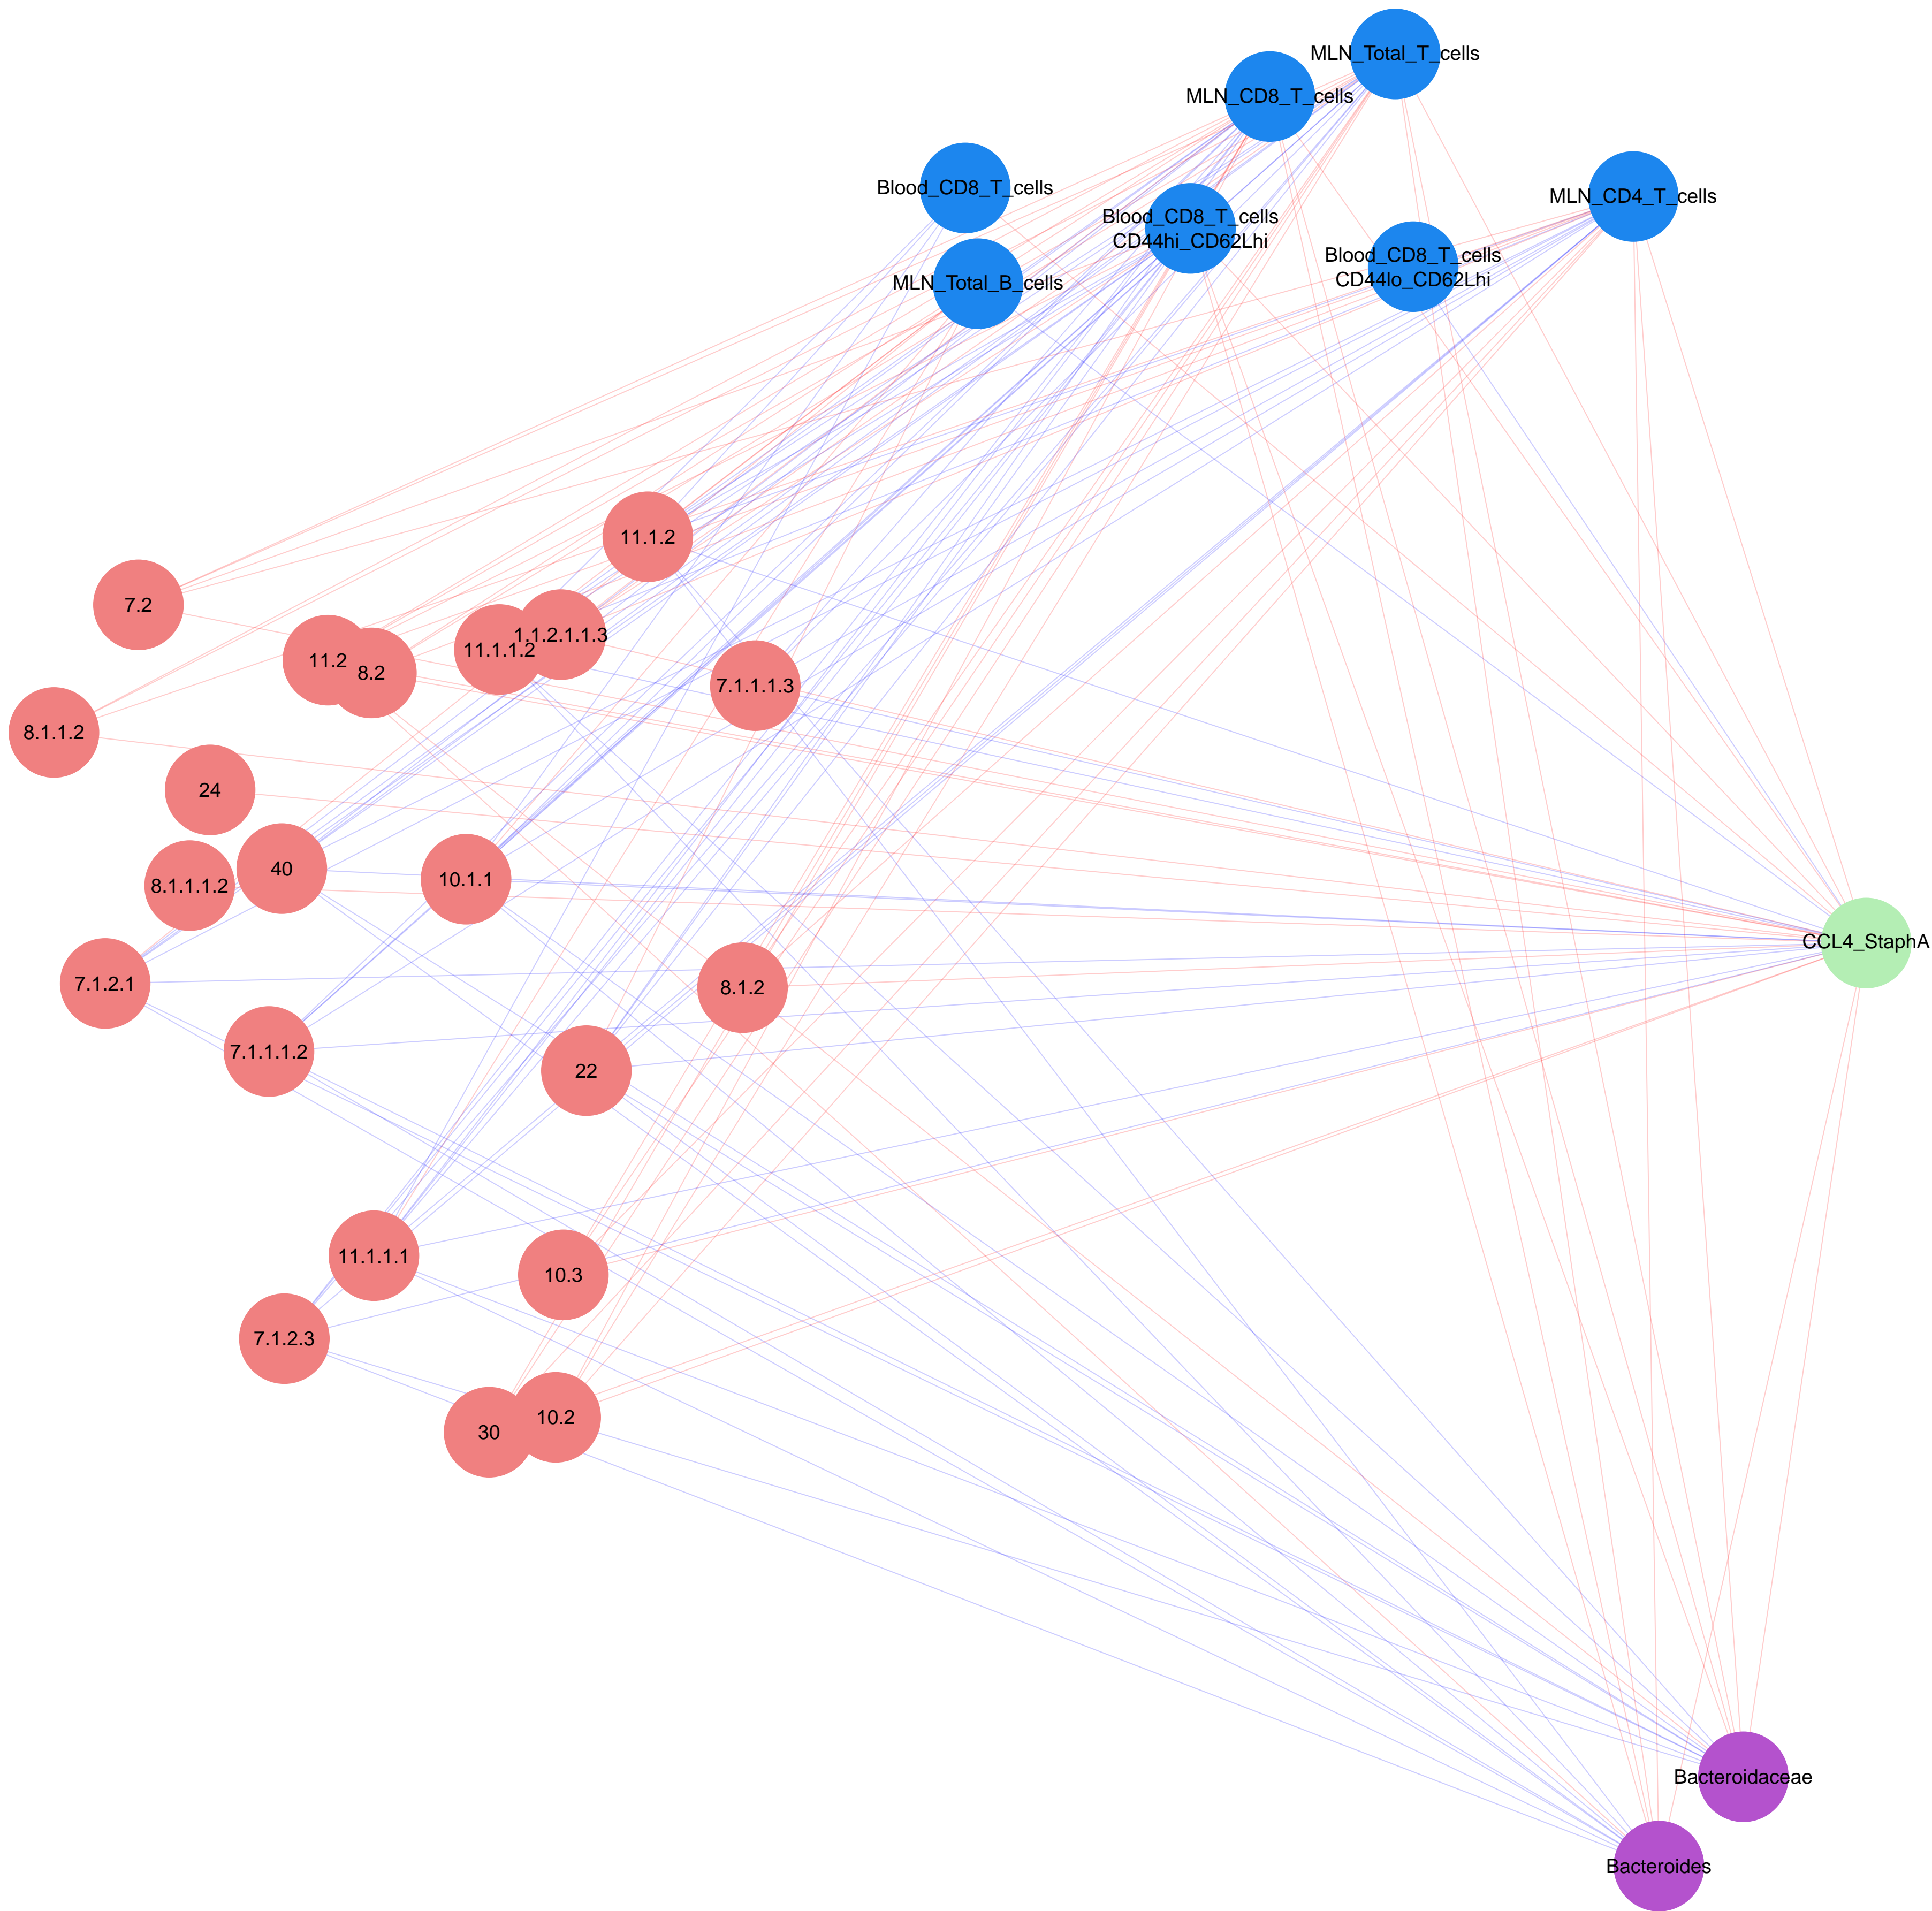 MLN_Total_T_cells
MLN_CD8_T_cells
Blood_CD8_T_cells
MLN_CD4_T_cells
Blood_CD8_T_cells
CD44hi_CD62Lhi
Blood_CD8_T_cells
CD44lo_CD62Lhi
MLN_Total_B_cells
11.1.2
7.2
1.1.2.1.1.3
11.1.1.2
11.2
8.2
7.1.1.1.3
8.1.1.2
24
40
10.1.1
8.1.1.1.2
CCL4_StaphA
7.1.2.1
8.1.2
7.1.1.1.2
22
11.1.1.1
10.3
7.1.2.3
10.2
30
Bacteroidaceae
Bacteroides